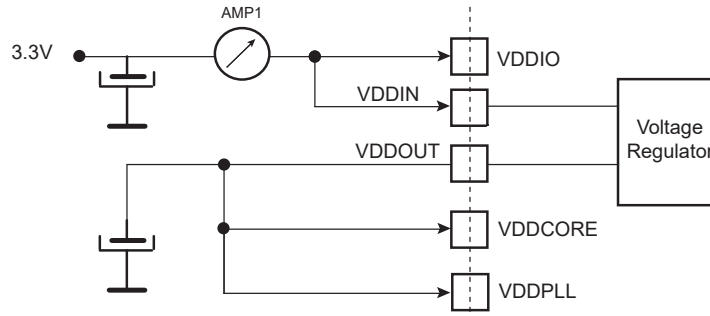 AMP1
3.3V
VDDIO
VDDIN
VDDOUT
Voltage
Regulator
VDDCORE
VDDPLL